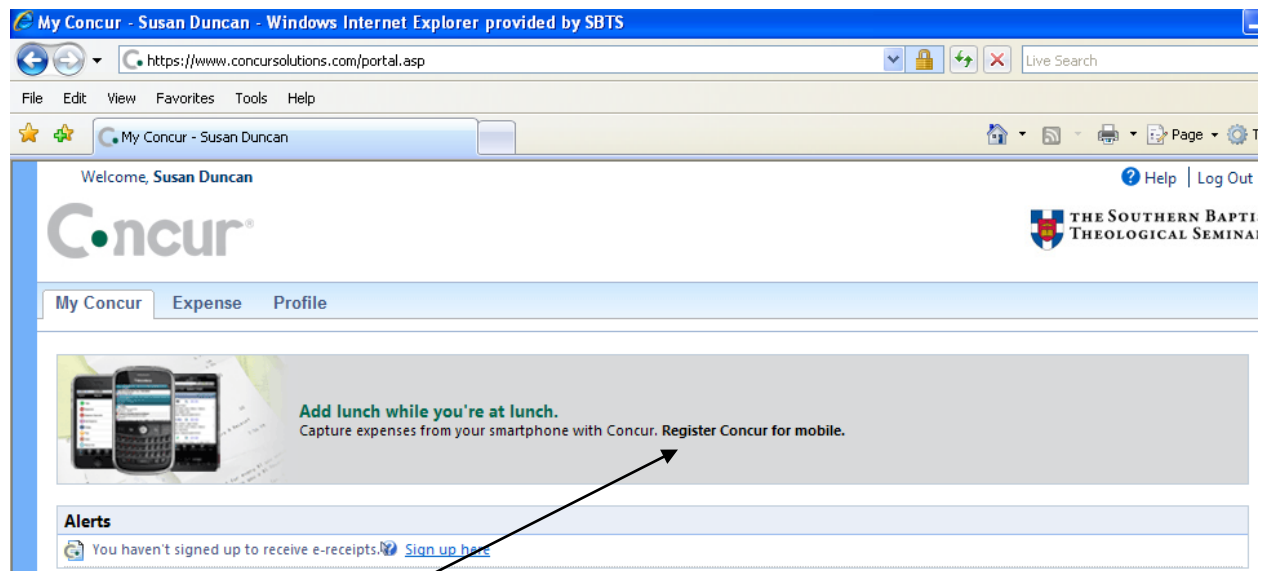 My Concur - Susan Duncan - Windows Internet Explorer provided by SBTS
https://www.concursolutions.com/portal.asp
Live Search
File Edit View Favorites Tools Help
My Concur - Susan Duncan
Page
Welcome, Susan Duncan
Help | Log Out
Concur®
THE SOUTHERN BAPTI
THEOLOGICAL SEMINA
My Concur Expense Profile
Add lunch while you're at lunch.
Capture expenses from your smartphone with Concur. Register Concur for mobile.
Alerts
You haven't signed up to receive e-receipts. Sign up here